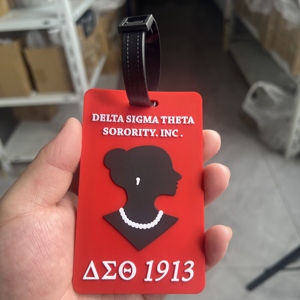 DELTA SIGMA THETA
SORORITY, INC .
ΔΣΘ 1913